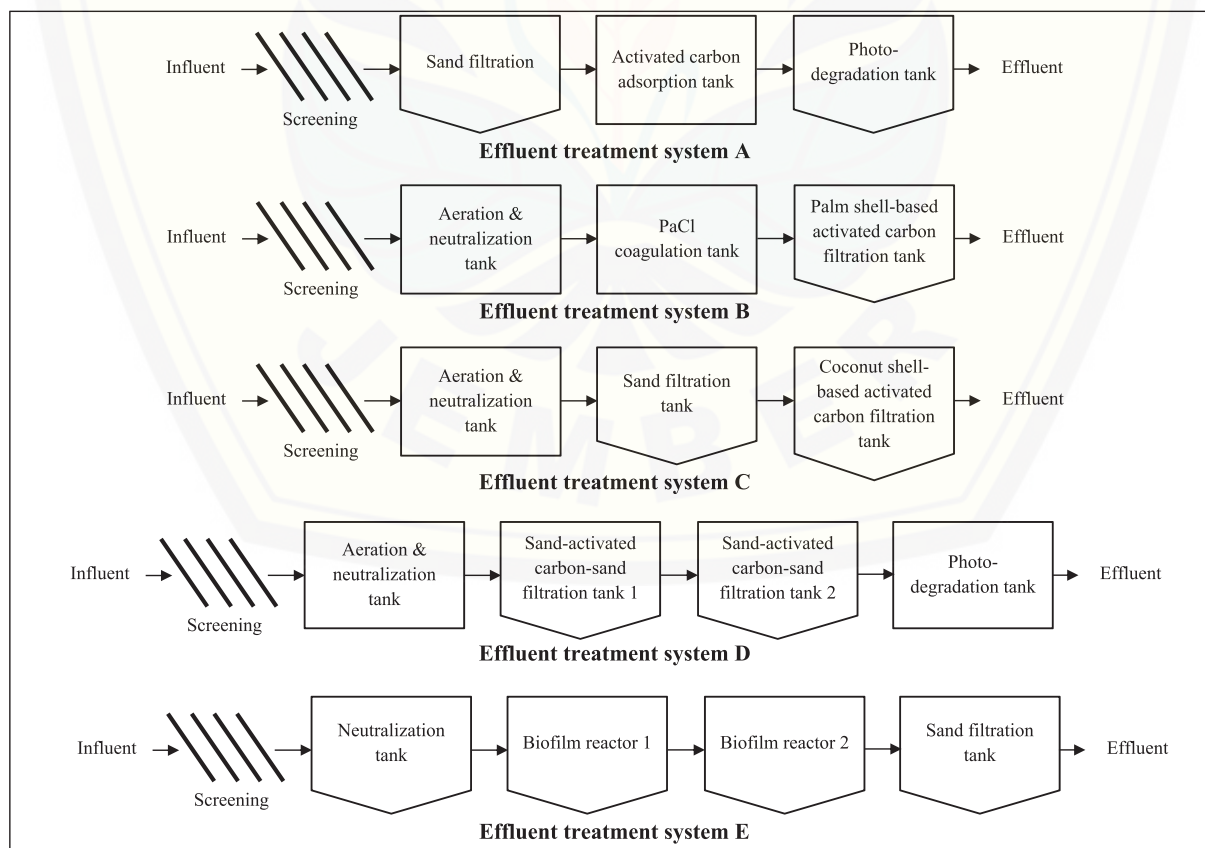 Influent
Screening
Sand filtration
Activated carbon
adsorption tank
Photo-
degradation tank
Effluent
Effluent treatment system A
Influent
Screening
Aeration &
neutralization
tank
PaCl
coagulation tank
Palm shell-based
activated carbon
filtration tank
Effluent
Effluent treatment system B
Influent
Screening
Aeration &
neutralization
tank
Sand filtration
tank
Coconut shell-
based activated
carbon filtration
tank
Effluent
Effluent treatment system C
JEMBER
Influent
Screening
Aeration &
neutralization
tank
Sand-activated
carbon-sand
filtration tank 1
Sand-activated
carbon-sand
filtration tank 2
Photo-
degradation tank
Effluent
Effluent treatment system D
Influent
Screening
Neutralization
tank
Biofilm reactor 1
Biofilm reactor 2
Sand filtration
tank
Effluent
Effluent treatment system E